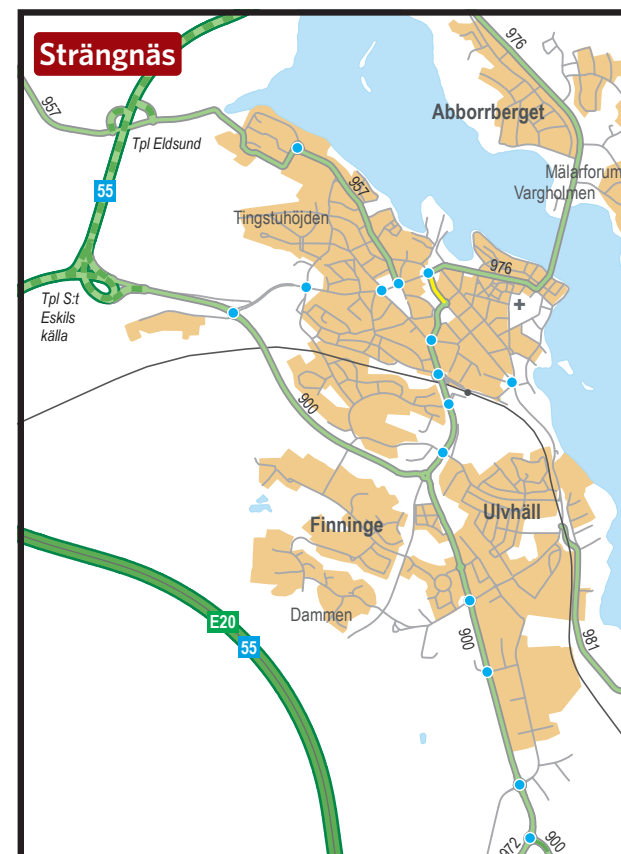 Strängnäs
976
Abborrberget
957
Tpl Eldsund
Mälarforum
Vargholmen
55
957
Tingstuhöjden
976
Tpl S:t
Eskils
källa
900
Finninge
Ulvhäll
Dammen
E20
55
900
981
972
900